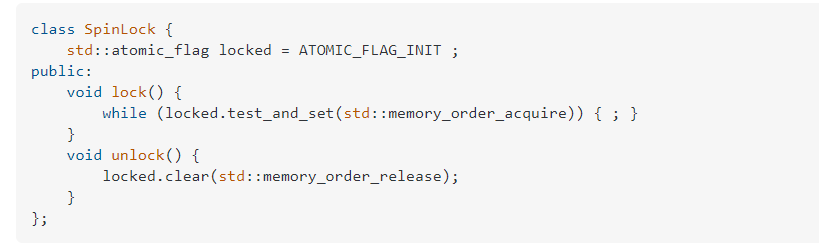 class SpinLock {
    std::atomic_flag locked = ATOMIC_FLAG_INIT ;
public:
    void lock() {
        while (locked.test_and_set(std::memory_order_acquire)) { ; }
    }
    void unlock() {
        locked.clear(std::memory_order_release);
    }
};